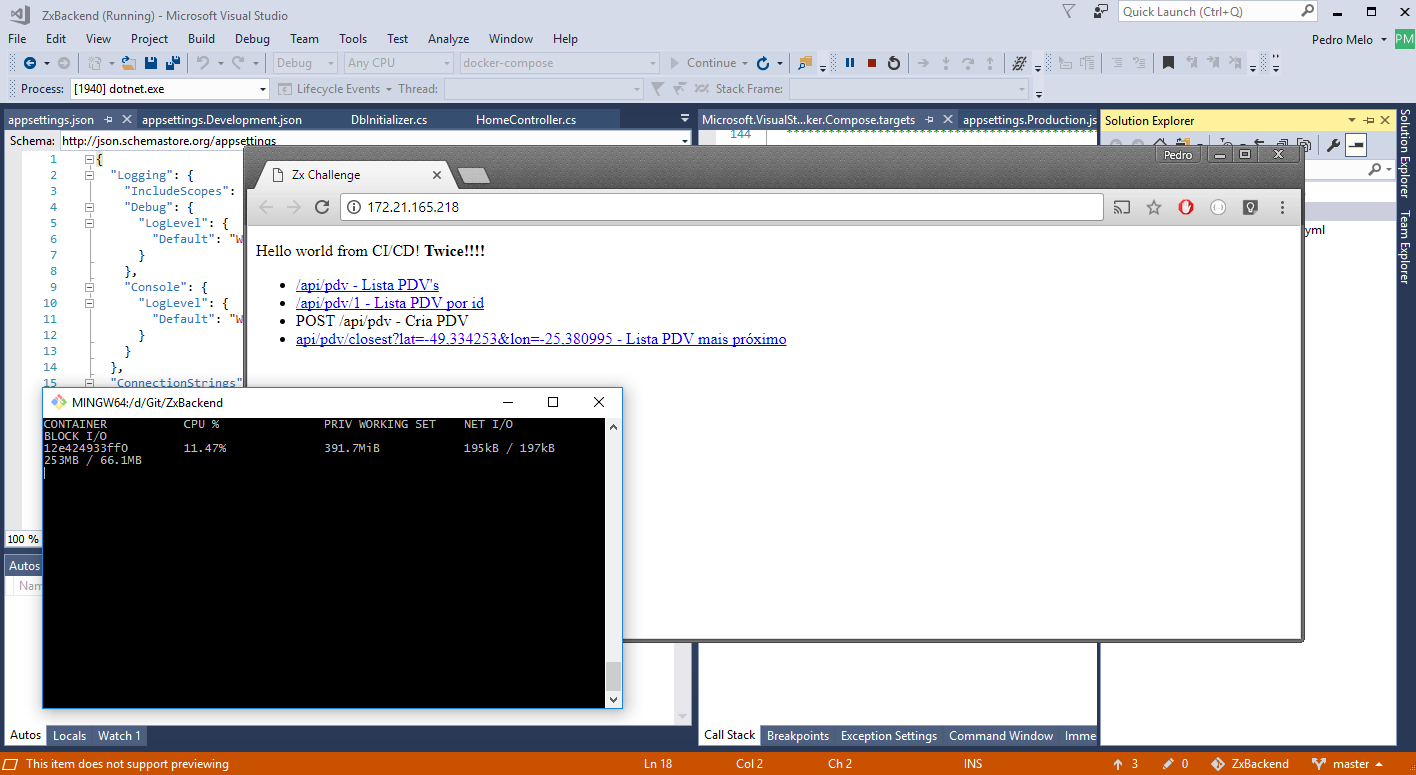 ZxBackend (Running) - Microsoft Visual Studio
Quick Launch (Ctrl+Q)
File Edit View Project Build Debug Team Tools Test Analyze Window Help
Pedro Melo PM
Debug Any CPU docker-compose Continue
Process: [1940] dotnet.exe Lifecycle Events Thread: Stack Frame:
appsettings.json appsettings.Development.json DbInitializer.cs HomeController.cs
Microsoft.VisualSt...ker.Compose.targets appsettings.Production.js
Solution Explorer
Schema: http://json.schemastore.org/appsettings
144
1 {
2 "Logging": {
3 "IncludeScopes":
4 "Debug": {
5 "LogLevel": {
6 "Default": "W
7 }
8 },
9 "Console": {
10 "LogLevel": {
11 "Default": "W
12 }
13 }
14 },
15 "ConnectionStrings"
100 %
Pedro
Zx Challenge
172.21.165.218
Hello world from CI/CD! Twice!!!!
/api/pdv - Lista PDV's
/api/pdv/1 - Lista PDV por id
POST /api/pdv - Cria PDV
api/pdv/closest?lat=-49,334253&lon=-25,380995 - Lista PDV mais próximo
yml
Solution Explorer
Team Explorer
MINGW64:/d/Git/ZxBackend
CONTAINER CPU % PRIV WORKING SET NET I/O
BLOCK I/O
12e424933ff0 11.47% 391.7MiB 195kB / 197kB
253MB / 66.1MB
Autos
Nam
Autos Locals Watch 1
Call Stack Breakpoints Exception Settings Command Window Imme
This item does not support previewing Ln 18 Col 2 Ch 2 INS 3 0 ZxBackend master